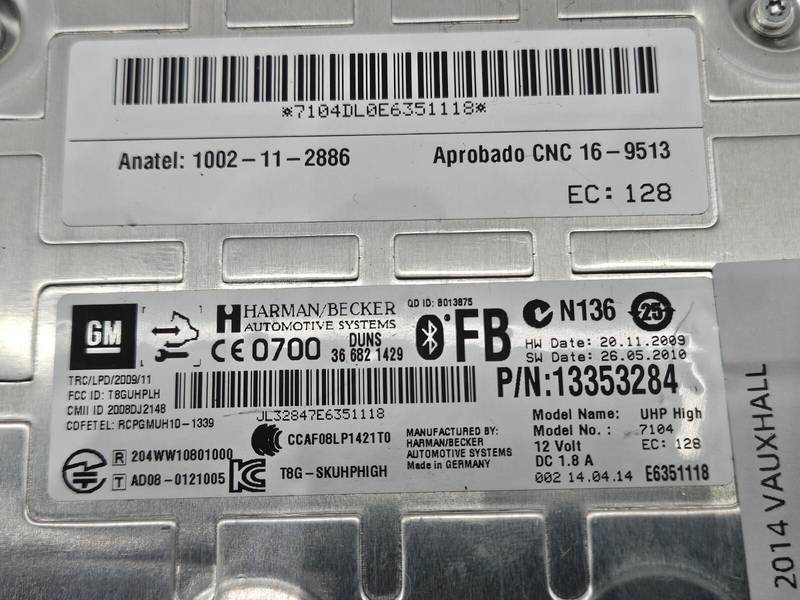 *7104DL0E6351118*
Anatel: 1002-11-2886
Aprobado CNC 16-9513
EC: 128
GM
HARMAN/BECKER
AUTOMOTIVE SYSTEMS
CE 0700
DUNS
36 682 1429
QD ID: B013875
FB
N136
25
HW Date: 20.11.2009
SW Date: 26.05.2010
P/N:13353284
TRC/LPD/2009/11
FCC ID: T8GUHPLH
CMII ID 2008DJ2148
COFETEL: RCPGMUH10-1339
JL32847E6351118
CCAF08LP1421T0
R 204WW10801000
T AD08-0121005
T8G-SKUHPHIGH
MANUFACTURED BY:
HARMAN/BECKER
AUTOMOTIVE SYSTEMS
Made in GERMANY
Model Name: UHP High
Model No.: 7104
12 Volt EC: 128
DC 1.8 A
002 14.04.14 E6351118
2014 VAUXHALL